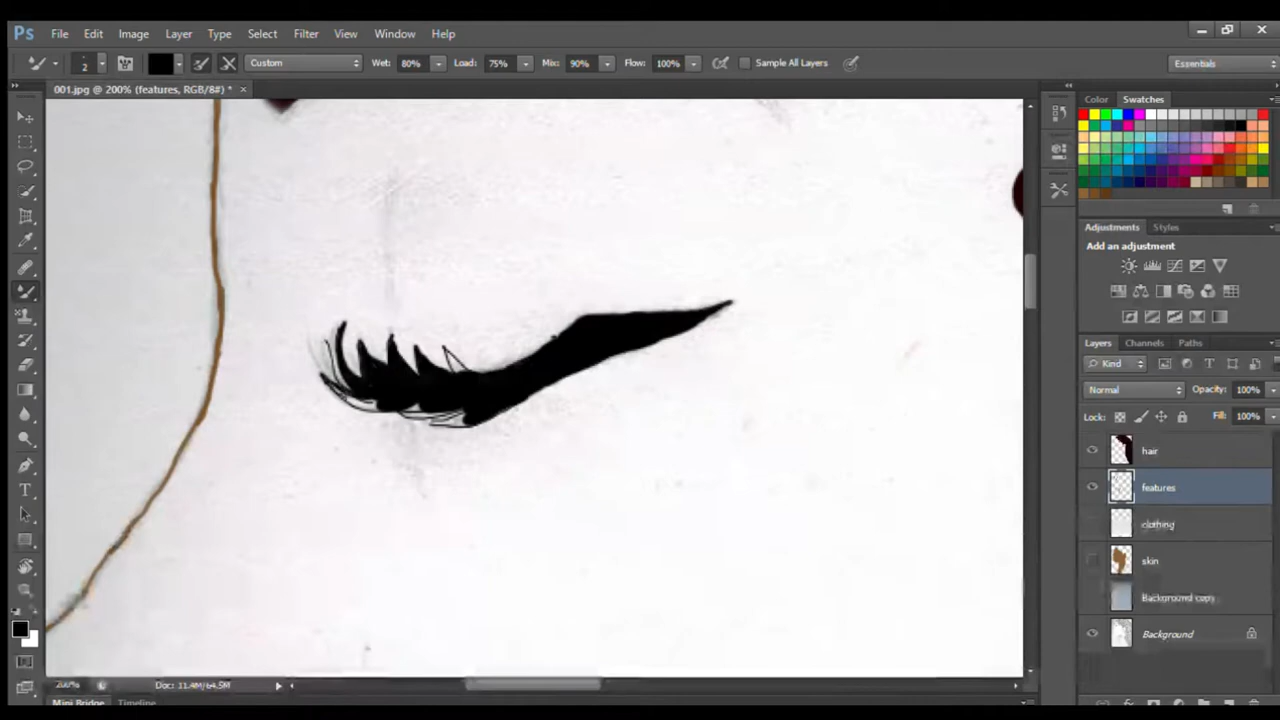 Ps File Edit Image Layer Type Select Filter View Window Help
2 Custom Wet: 80% Load: 75% Mix: 90% Flow: 100% Sample All Layers Essentials
001.jpg @ 200% (features, RGB/8#) * ×
Color Swatches
Adjustments Styles
Add an adjustment
Layers Channels Paths
Kind
Normal Opacity: 100%
Lock: Fill: 100%
hair
features
clothing
skin
Background copy
Background
200% Doc: 11.4M/64.5M
Mini Bridge Timeline